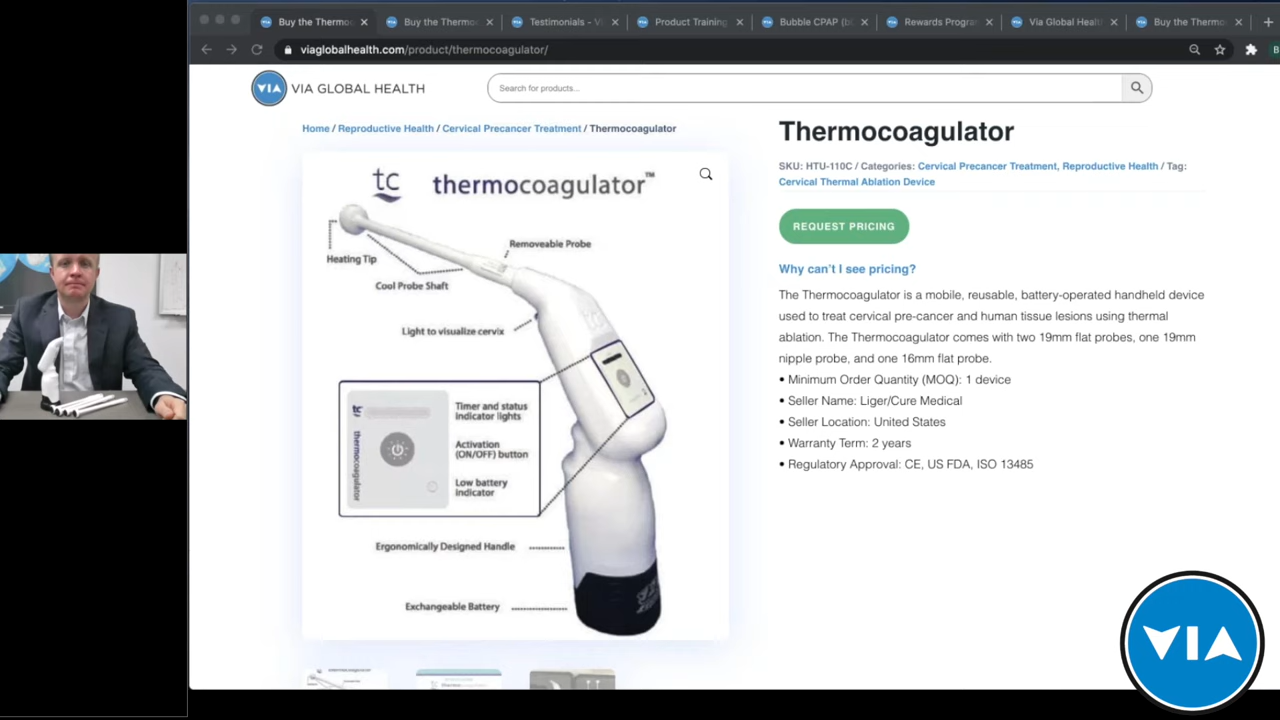 Buy the Thermoc
Buy the Thermo
Testimonials - V
Product Training
Bubble CPAP (b
Rewards Progra
Via Global Healt
Buy the Thermo
viaglobalhealth.com/product/thermocoagulator/
VIA
VIA GLOBAL HEALTH
Search for products...
Home / Reproductive Health / Cervical Precancer Treatment / Thermocoagulator
Thermocoagulator
SKU: HTU-110C / Categories: Cervical Precancer Treatment, Reproductive Health / Tag:
Cervical Thermal Ablation Device
REQUEST PRICING
Why can't I see pricing?
The Thermocoagulator is a mobile, reusable, battery-operated handheld device
used to treat cervical pre-cancer and human tissue lesions using thermal
ablation. The Thermocoagulator comes with two 19mm flat probes, one 19mm
nipple probe, and one 16mm flat probe.
• Minimum Order Quantity (MOQ): 1 device
• Seller Name: Liger/Cure Medical
• Seller Location: United States
• Warranty Term: 2 years
• Regulatory Approval: CE, US FDA, ISO 13485
tc thermocoagulator™
Removeable Probe
Heating Tip
Cool Probe Shaft
Light to visualize cervix
Timer and status
indicator lights
Activation
(ON/OFF) button
Low battery
indicator
tc thermocoagulator
Ergonomically Designed Handle
Exchangeable Battery
VIA